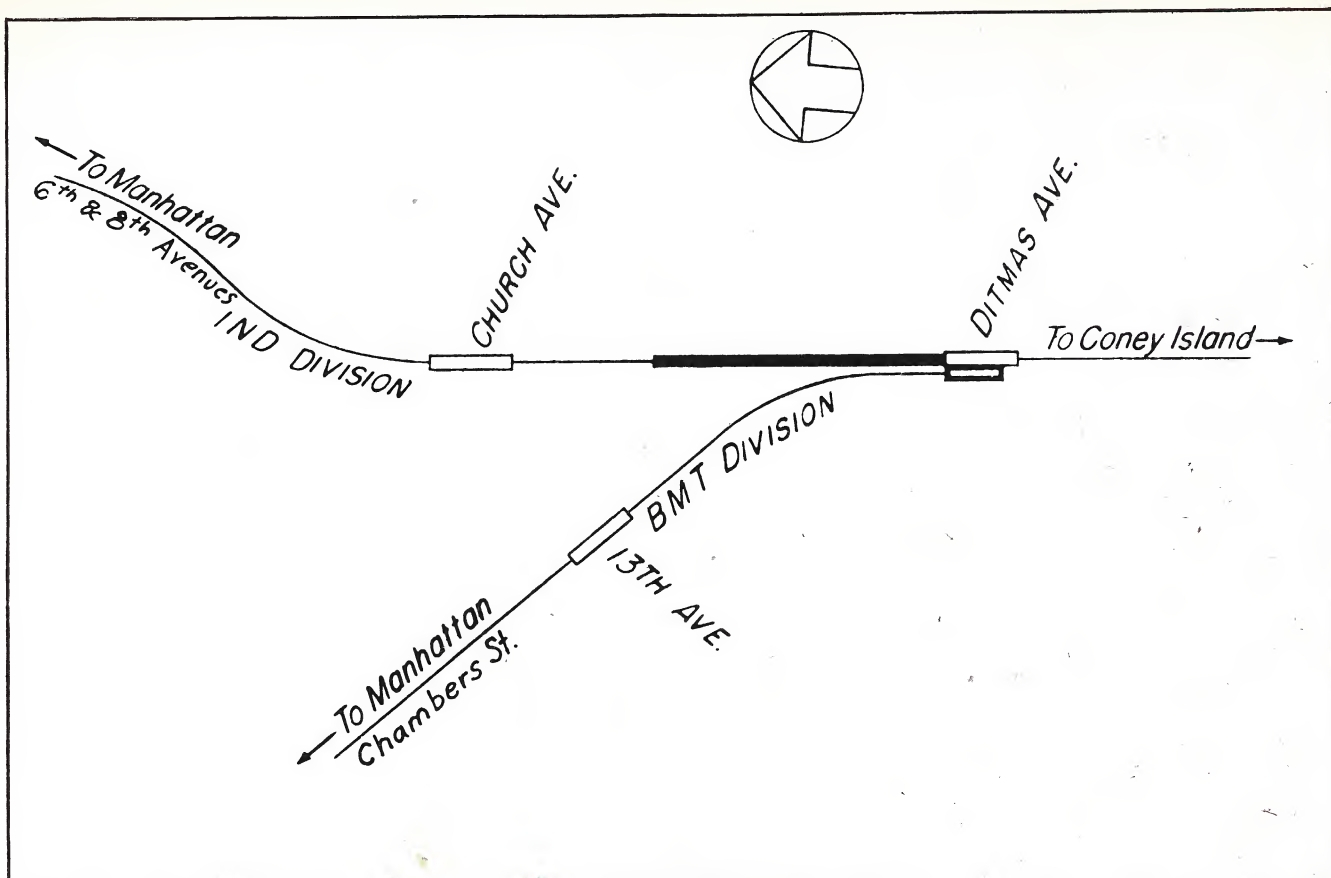 To Manhattan
6th & 8th Avenues
IND DIVISION
CHURCH AVE.
DITMAS AVE.
To Coney Island
BMT DIVISION
13TH AVE.
To Manhattan
Chambers St.